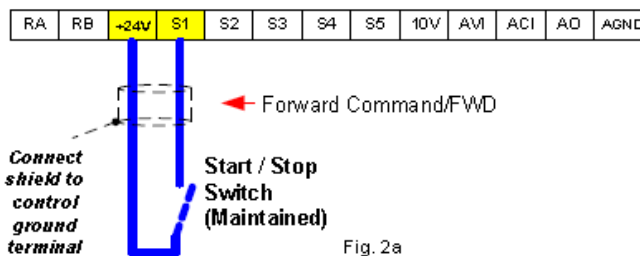 RA RB +24V S1 S2 S3 S4 S5 10V AVI ACI AO AGND
Forward Command/FWD
Connect
shield to
control
ground
terminal
Start / Stop
Switch
(Maintained)
Fig. 2a